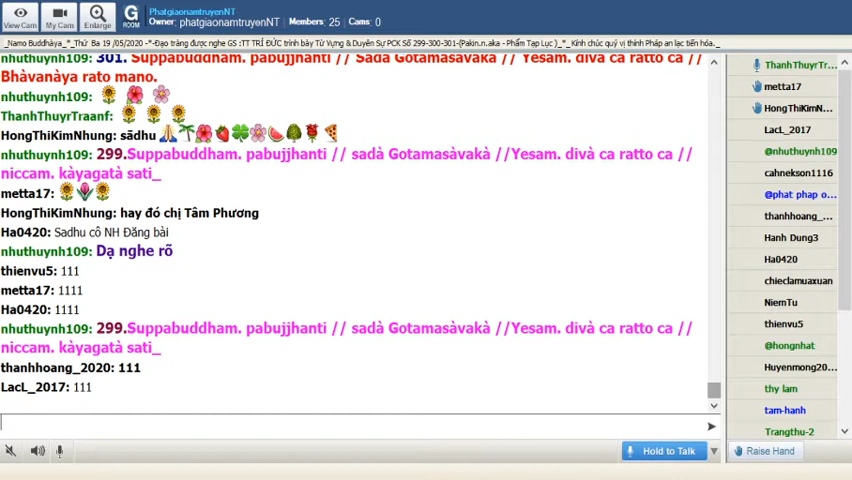 Phatgiaonamtruyen NT
Owner: phatgiaonamtruyenNT Members: 25 Cams: 0
View Cam
My Cam
Enlarge
G
ROOM
_Namo Buddhàya_*_Thứ Ba 19 /05/2020 -*-Đạo tràng được nghe GS :TT TRÍ ĐỨC trình bày Từ Vựng & Duyên Sự PCK Số 299-300-301-(Pakin.n.aka - Phẩm Tạp Lục )_*_ Kính chúc quý vị thính Pháp an lạc tiến hóa._
nhuthuynh109: 301. Suppabuddham. pabujjhanti // sadà Gotamasàvakà // Yesam. divà ca ratto ca //
Bhàvanàya rato mano.
nhuthuynh109:
ThanhThuyrTraanf:
HongThiKimNhung: sādhu
nhuthuynh109: 299.Suppabuddham. pabujjhanti // sadà Gotamasàvakà //Yesam. divà ca ratto ca //
niccam. kàyagatà sati_
metta17:
HongThiKimNhung: hay đó chị Tâm Phương
Ha0420: Sadhu cô NH Đăng bài
nhuthuynh109: Dạ nghe rõ
thienvu5: 111
metta17: 1111
Ha0420: 1111
nhuthuynh109: 299.Suppabuddham. pabujjhanti // sadà Gotamasàvakà //Yesam. divà ca ratto ca //
niccam. kàyagatà sati_
thanhhoang_2020: 111
LacL_2017: 111
Hold to Talk
ThanhThuyrTr...
metta17
HongThiKimN...
LacL_2017
@nhuthuynh109
cahnekson1116
@phat phap o...
thanhhoang_...
Hanh Dung3
Ha0420
chieclamuaxuan
NiemTu
thienvu5
@hongnhat
Huyenmong20...
thy lam
tam-hanh
Trangthu-2
Raise Hand